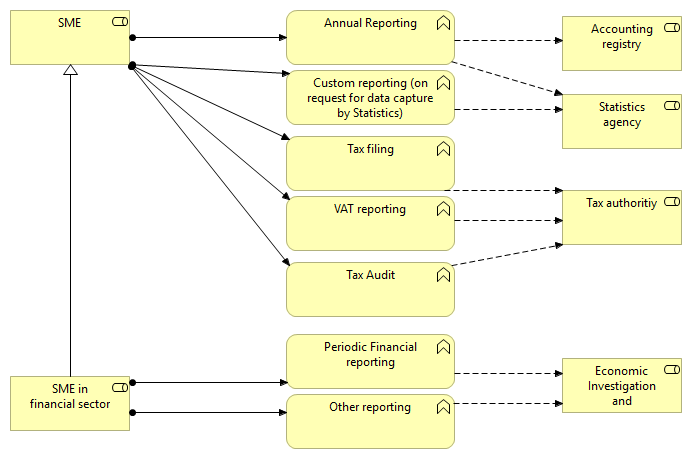 SME
Annual Reporting
Accounting
registry
Custom reporting (on
request for data capture
by Statistics)
Statistics
agency
Tax filing
VAT reporting
Tax authoritiy
Tax Audit
Periodic Financial
reporting
Economic
Investigation
and
SME in
financial sector
Other reporting